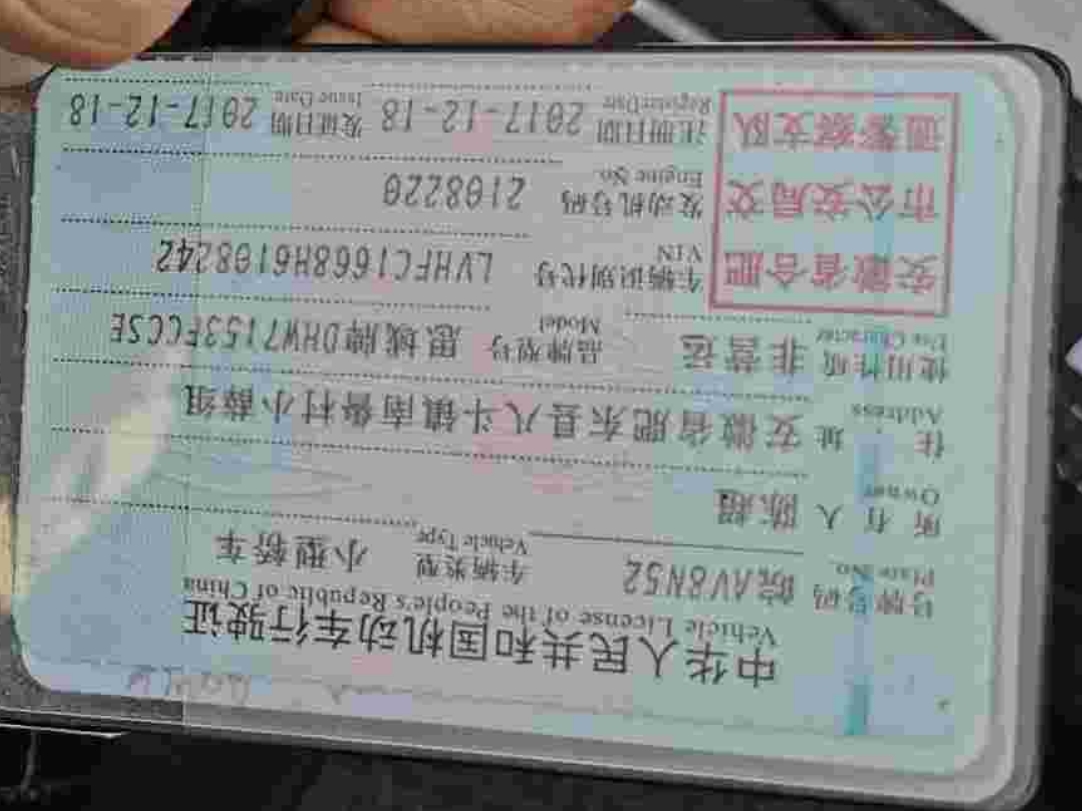 中华人民共和国机动车行驶证
Vehicle License of the People's Republic of China
号牌号码 皖AV8N52 车辆类型 小型轿车
Plate No. Vehicle Type
所有人 陈超
Owner
住址 安徽省肥东县八斗镇南鲁村小薛组
Address
使用性质 非营运 品牌型号 思域牌DHW7153FCCSE
Use Character Model
安徽省合肥
市公安局交
通警察支队
车辆识别代号 LVHFC1668H6108242
VIN
发动机号码 2108220
Engine No.
注册日期 2017-12-18 发证日期 2017-12-18
Register Date Issue Date